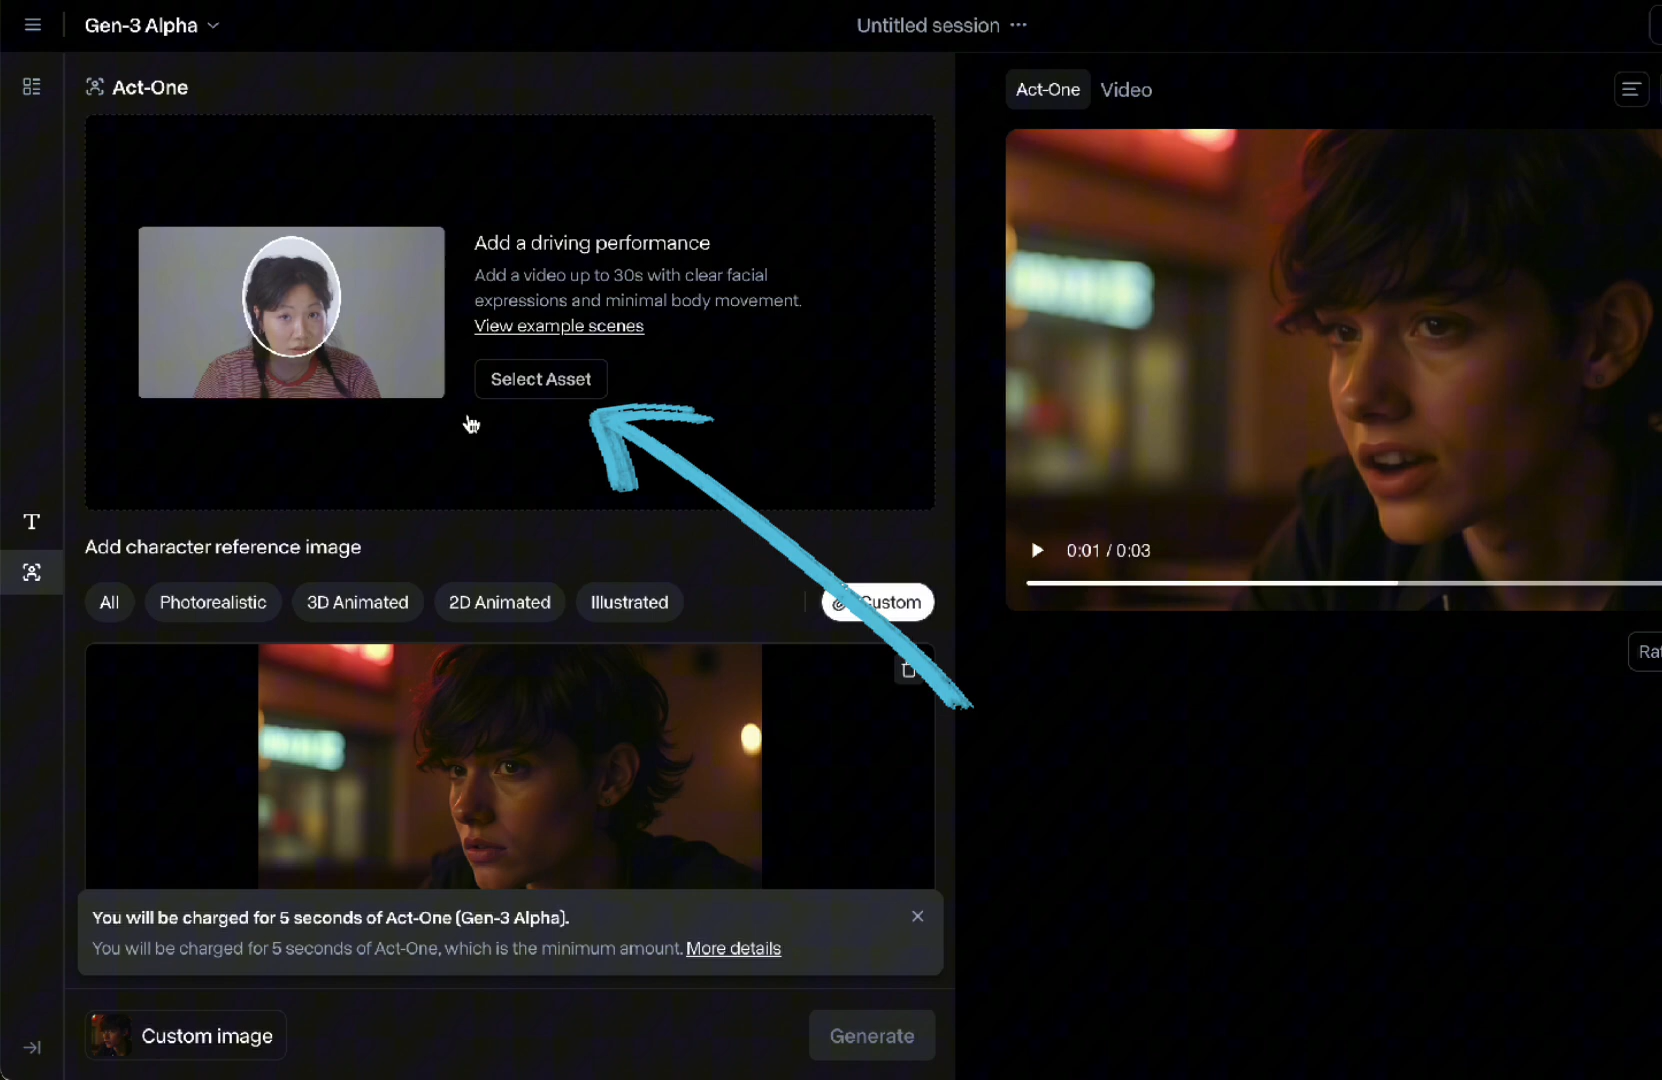 Gen-3 Alpha
Untitled session ···
Act-One
Add a driving performance
Add a video up to 30s with clear facial
expressions and minimal body movement.
View example scenes
Select Asset
T
Add character reference image
All
Photorealistic
3D Animated
2D Animated
Illustrated
Custom
You will be charged for 5 seconds of Act-One (Gen-3 Alpha).
You will be charged for 5 seconds of Act-One, which is the minimum amount. More details
Custom image
Generate
Act-One
Video
0:01 / 0:03